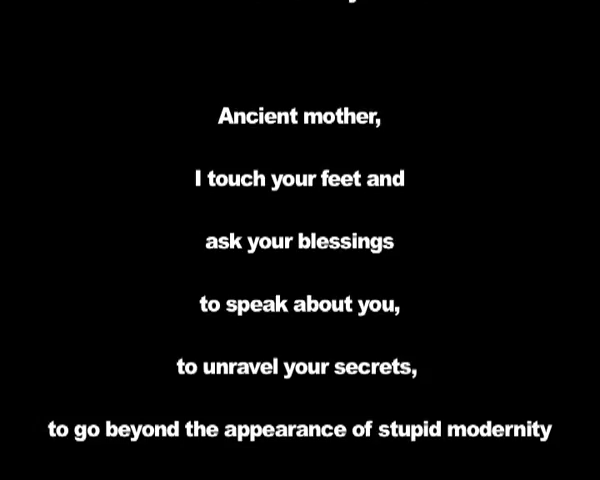 Ancient mother,
I touch your feet and
ask your blessings
to speak about you,
to unravel your secrets,
to go beyond the appearance of stupid modernity